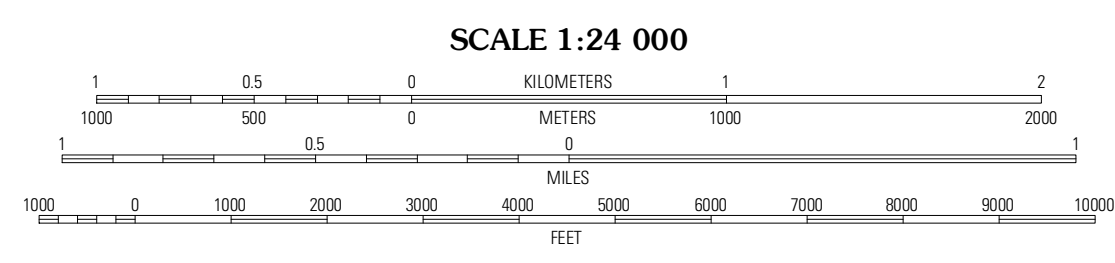 SCALE 1:24 000
1 0.5 0 KILOMETERS 1 2
1000 500 0 METERS 1000 2000
1 0.5 0 1
MILES
1000 0 1000 2000 3000 4000 5000 6000 7000 8000 9000 10000
FEET